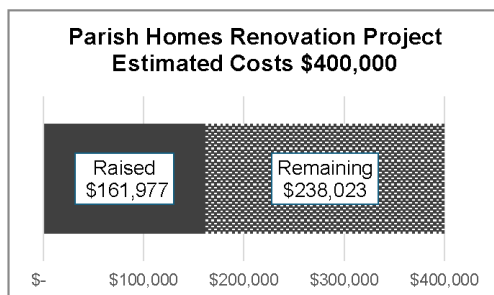 Parish Homes Renovation Project
Estimated Costs $400,000
Raised
$161,977
Remaining
$238,023
$- $100,000 $200,000 $300,000 $400,000